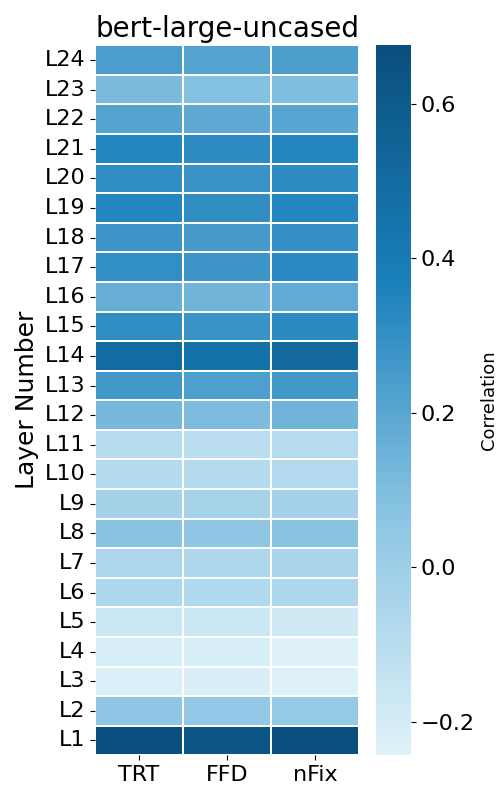 bert-large-uncased
L24
L23
L22
L21
L20
L19
L18
L17
L16
L15
L14
L13
L12
L11
L10
L9
L8
L7
L6
L5
L4
L3
L2
L1
Layer Number
TRT FFD nFix
0.6
0.4
0.2
0.0
−0.2
Correlation